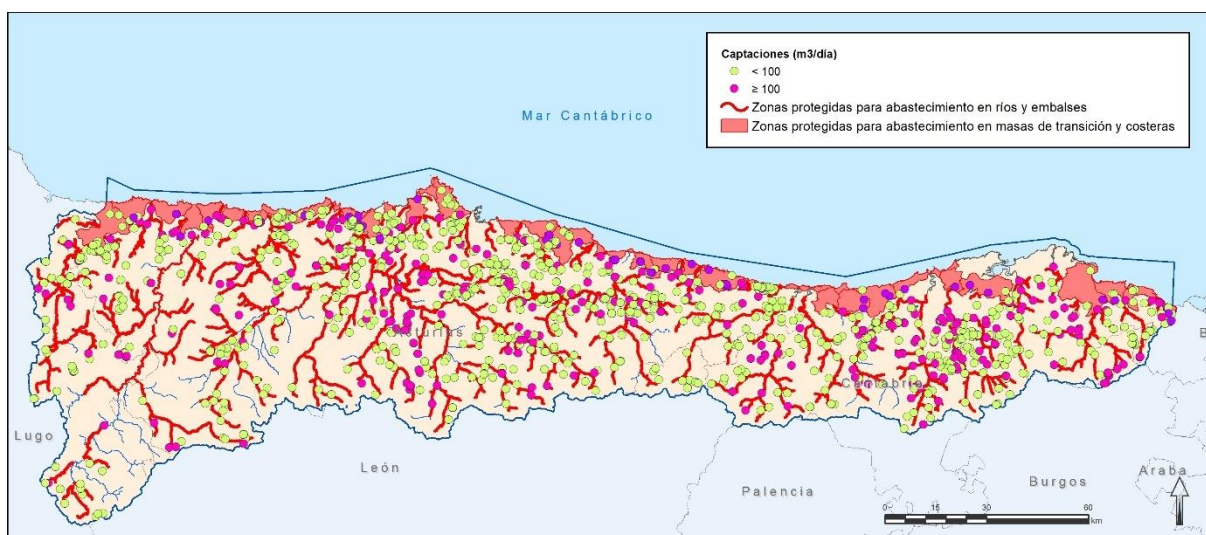 Captaciones (m3/día)
< 100
≥ 100
Zonas protegidas para abastecimiento en ríos y embalses
Zonas protegidas para abastecimiento en masas de transición y costeras
Mar Cantábrico
Asturias
Cantabria
Lugo
León
Palencia
Burgos
Araba
B
0 15 30 60
km